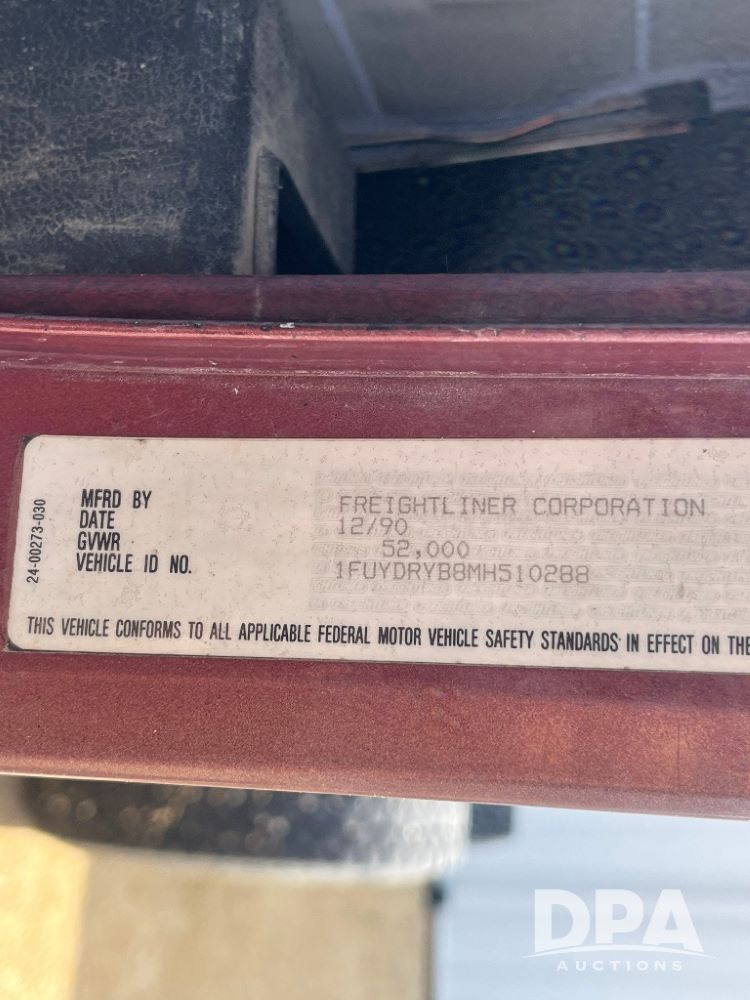 24-00273-030
MFRD BY FREIGHTLINER CORPORATION
DATE 12/90
GVWR 52,000
VEHICLE ID NO. 1FUYDRYB8MH510288
THIS VEHICLE CONFORMS TO ALL APPLICABLE FEDERAL MOTOR VEHICLE SAFETY STANDARDS IN EFFECT ON THE
DPA
AUCTIONS